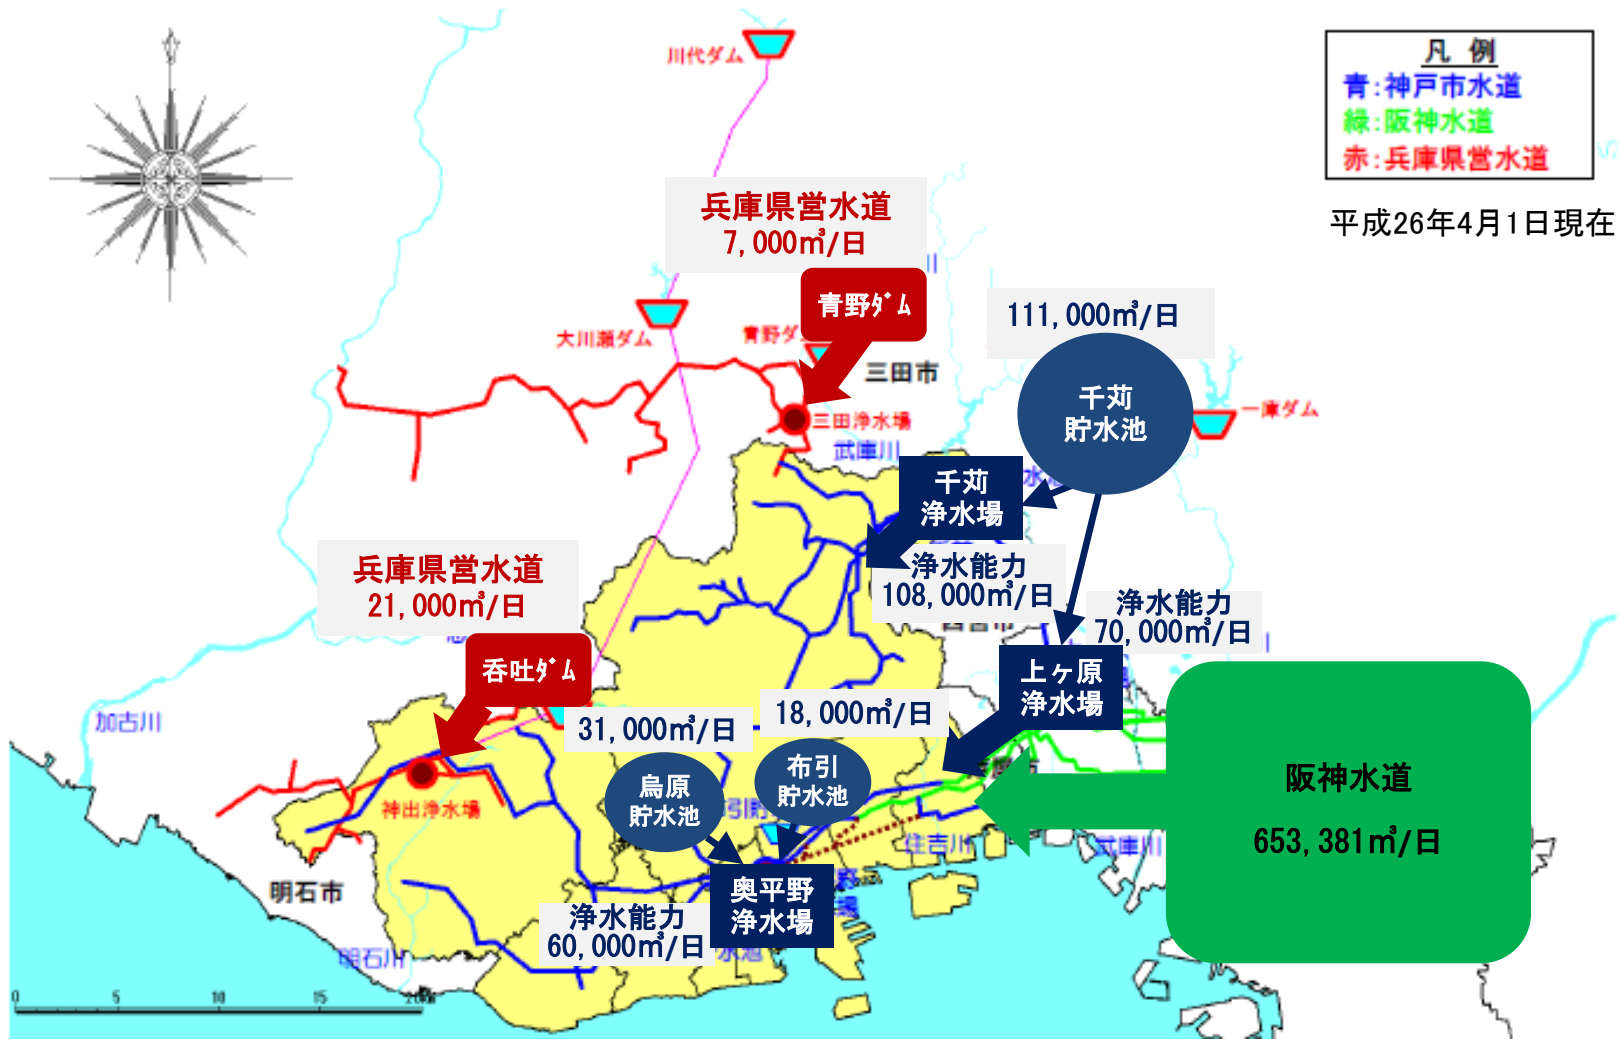 川代ダム
凡 例
青:神戸市水道
緑:阪神水道
赤:兵庫県営水道
平成26年4月1日現在
兵庫県営水道
7,000㎥/日
青野ﾀﾞﾑ
大川瀬ダム
青野ダ
三田市
111,000㎥/日
千苅
貯水池
一庫ダム
三田浄水場
武庫川
千苅
浄水場
浄水能力
108,000㎥/日
兵庫県営水道
21,000㎥/日
浄水能力
70,000㎥/日
呑吐ﾀﾞﾑ
上ヶ原
浄水場
加古川
31,000㎥/日
18,000㎥/日
烏原
貯水池
布引
貯水池
神出浄水場
住吉川
武庫川
阪神水道
653,381㎥/日
明石市
奥平野
浄水場
浄水能力
60,000㎥/日
明石川
0 5 10 15